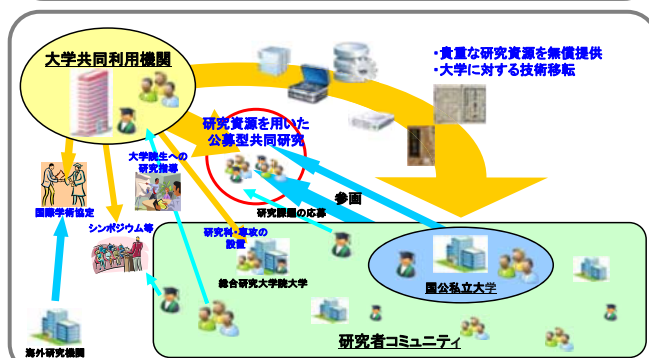 大学共同利用機関
・貴重な研究資源を無償提供
・大学に対する技術移転
研究資源を用いた
公募型共同研究
大学院生への
研究指導
参画
国際学術協定
研究課題の応募
シンポジウム等
研究科・専攻の
設置
総合研究大学院大学
国公私立大学
研究者コミュニティ
海外研究機関